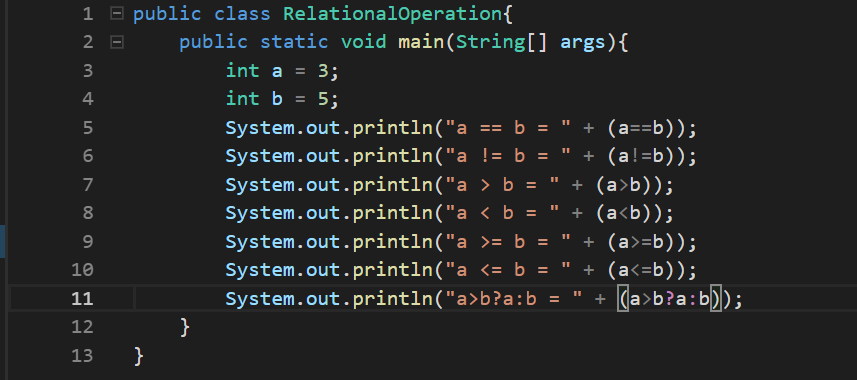 1 public class RelationalOperation{
2     public static void main(String[] args){
3         int a = 3;
4         int b = 5;
5         System.out.println("a == b = " + (a==b));
6         System.out.println("a != b = " + (a!=b));
7         System.out.println("a > b = " + (a>b));
8         System.out.println("a < b = " + (a<b));
9         System.out.println("a >= b = " + (a>=b));
10         System.out.println("a <= b = " + (a<=b));
11         System.out.println("a>b?a:b = " + (a>b?a:b));
12     }
13 }